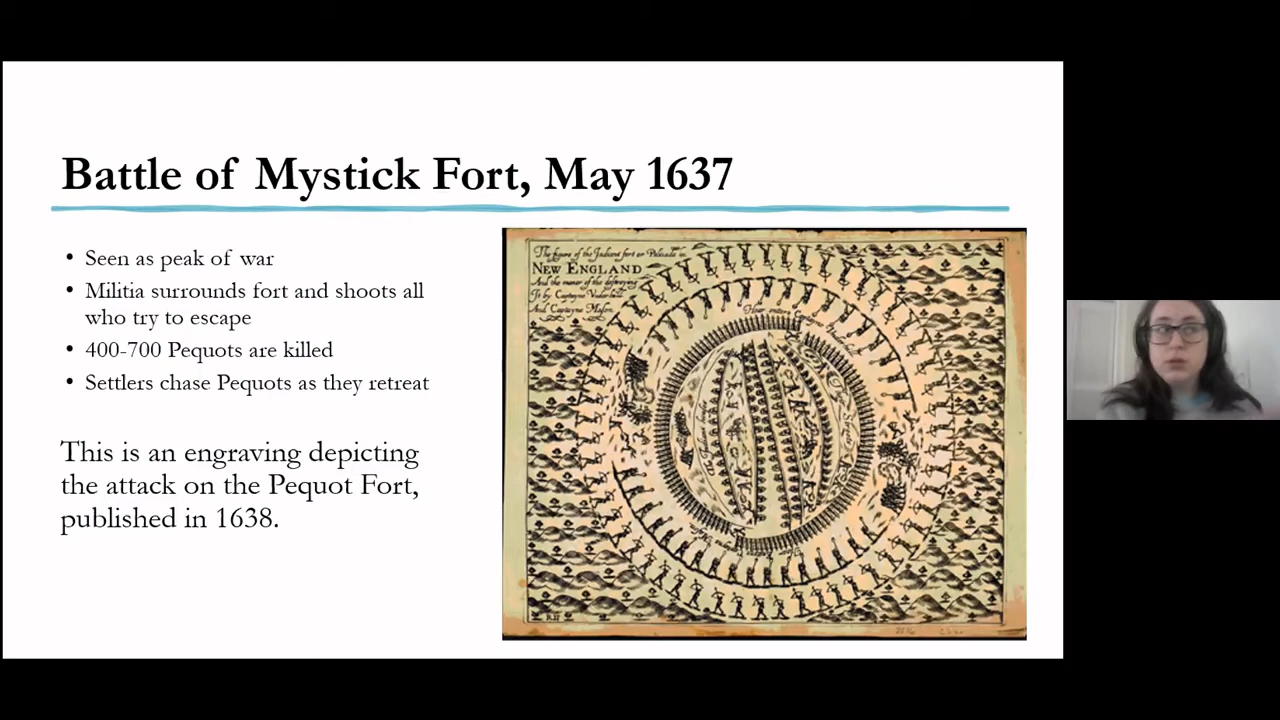 Battle of Mystick Fort, May 1637
• Seen as peak of war
• Militia surrounds fort and shoots all
who try to escape
• 400-700 Pequots are killed
• Settlers chase Pequots as they retreat
This is an engraving depicting
the attack on the Pequot Fort,
published in 1638.
The figure of the Indians fort or Palizado in
NEW ENGLAND
And the maner of the destroying
It by Captayne Underhill
And Captayne Mason
RH